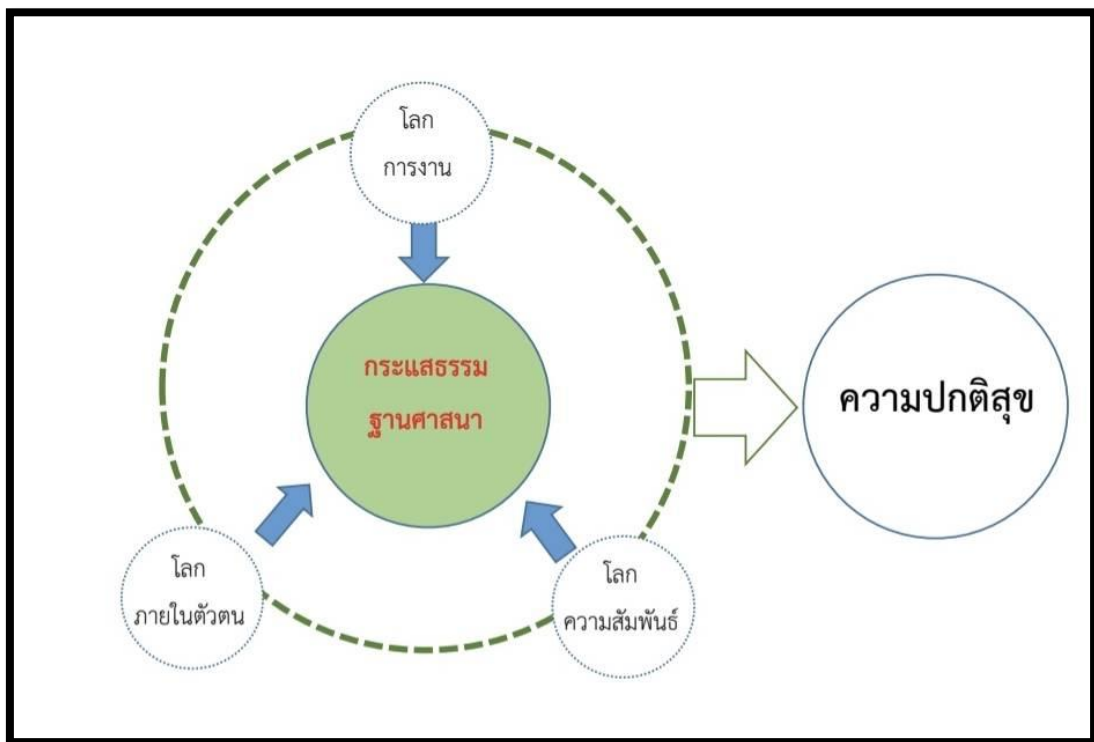 โลก
การงาน
กระแสธรรม
ฐานศาสนา
ความปกติสุข
โลก
ภายในตัวตน
โลก
ความสัมพันธ์